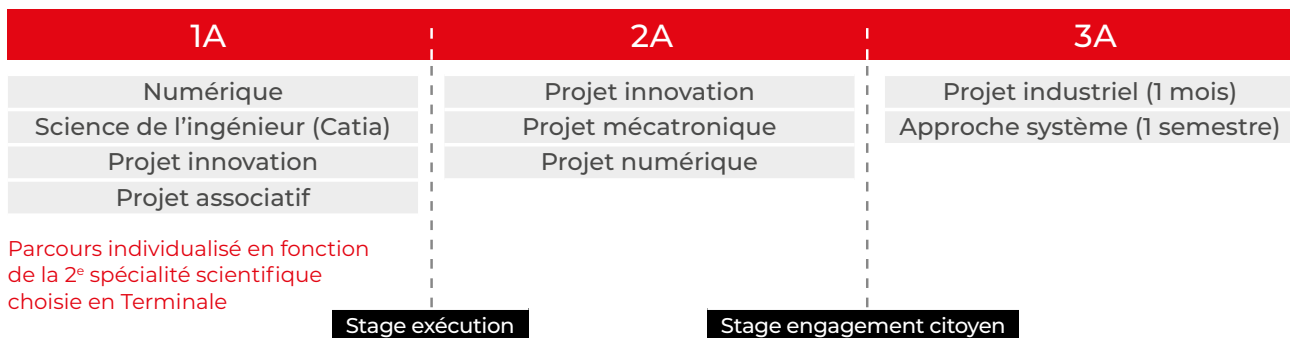 1A
Numérique
Science de l'ingénieur (Catia)
Projet innovation
Projet associatif
Parcours individualisé en fonction
de la 2e spécialité scientifique
choisie en Terminale
Stage exécution
2A
Projet innovation
Projet mécatronique
Projet numérique
Stage engagement citoyen
3A
Projet industriel (1 mois)
Approche système (1 semestre)